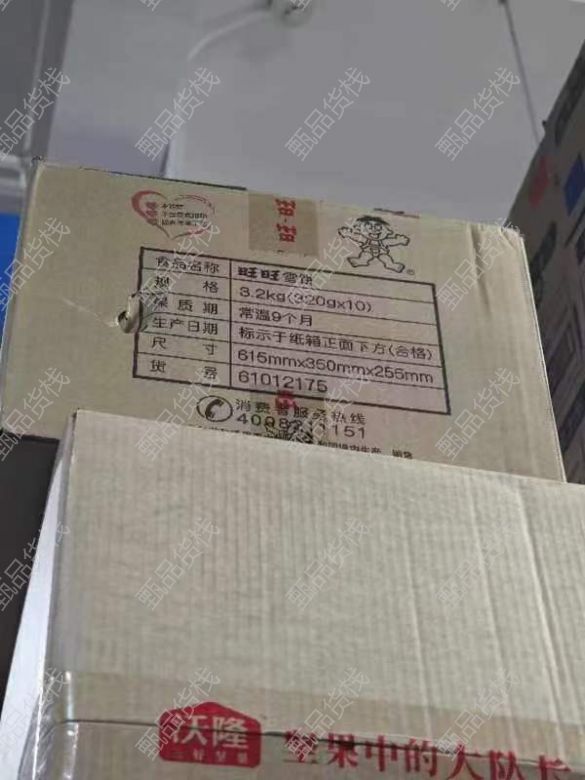 旺·旺
食品名称 旺旺雪饼
规格 3.2kg(320gx10)
保质期 常温9个月
生产日期 标示于纸箱正面下方(合格)
尺寸 615mmx350mmx255mm
货号 61012175
消费者服务热线
4008211151
沃隆
坚果中的大队长
甄品货栈